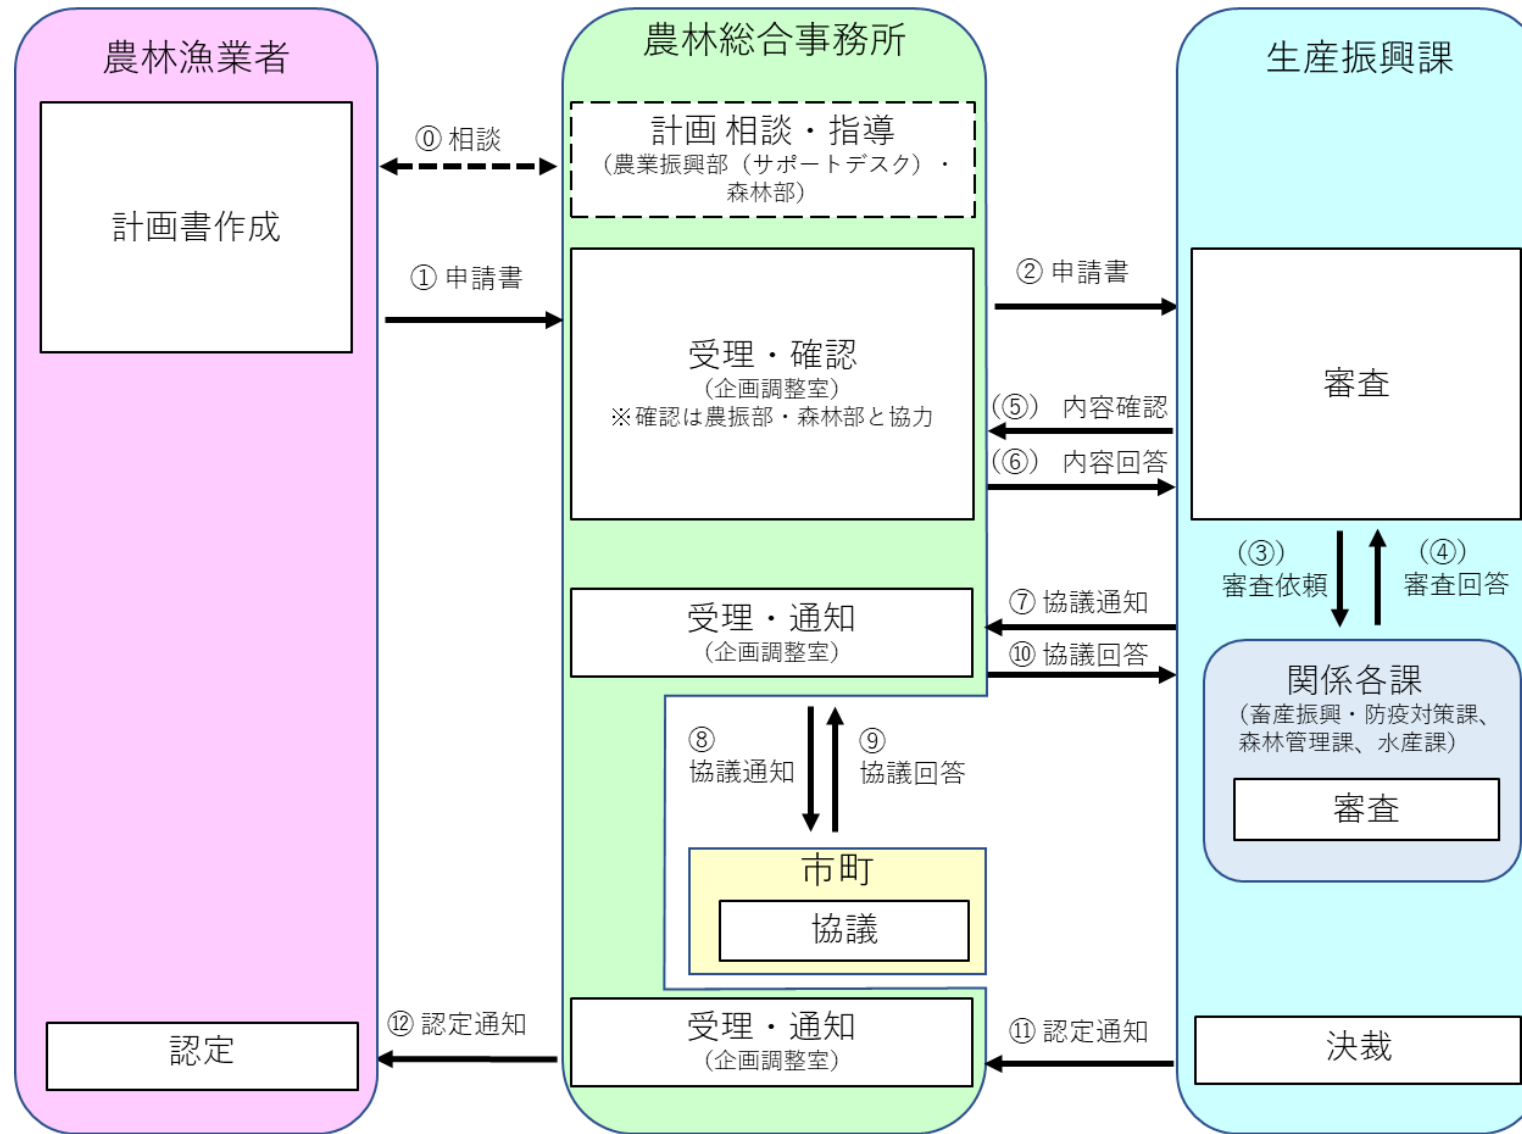 農林漁業者
農林総合事務所
生産振興課
計画書作成
⓪ 相談
計画 相談・指導
（農業振興部（サポートデスク）・
森林部）
① 申請書
受理・確認
（企画調整室）
※確認は農振部・森林部と協力
② 申請書
審査
（⑤） 内容確認
（⑥） 内容回答
（③）
審査依頼
（④）
審査回答
受理・通知
（企画調整室）
⑦ 協議通知
⑩ 協議回答
関係各課
（畜産振興・防疫対策課、
森林管理課、水産課）
審査
⑧
協議通知
⑨
協議回答
市町
協議
認定
⑫ 認定通知
受理・通知
（企画調整室）
⑪ 認定通知
決裁